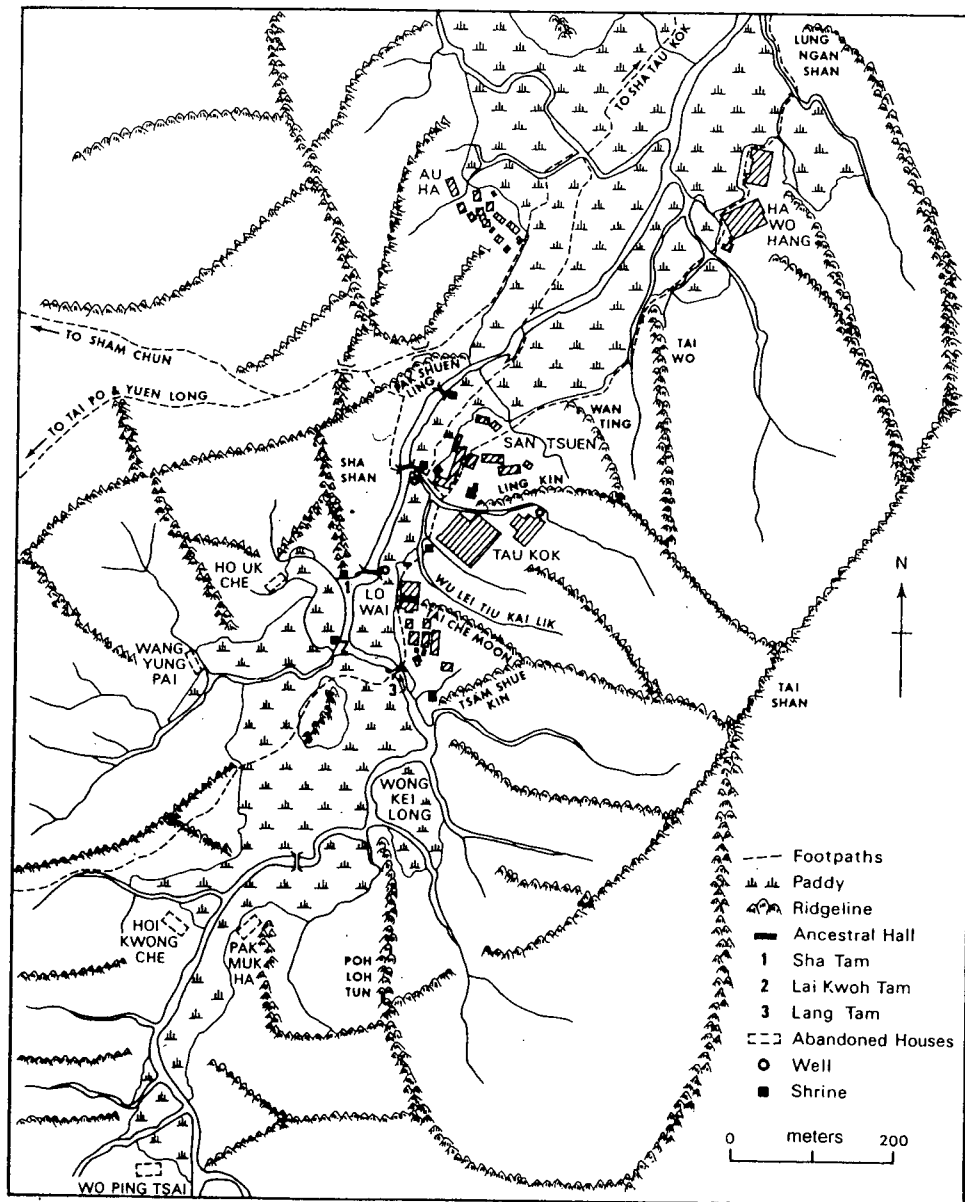 LUNG
NGAN
SHAN
TO SHA TAU KOK
AU
HA
HA
WO
HANG
TO SHAM CHUN
TAI
WO
TO TAI PO & YUEN LONG
SHUEN
LING
WAN
TING
SAN TSUEN
SHA
SHAN
LING KIN
TAU KOK
HO UK
CHE
1
LO
WAI
WU LEI TIU KAI LIK
WANG
YUNG
PAI
TAI CHE MOON
3
TSAM SHUE
KIN
TAI
SHAN
N
WONG
KEI
LONG
HOI
KWONG
CHE
PAK
MUK
HA
POH
LOH
TUN
WO PING TSAI
Footpaths
Paddy
Ridgeline
Ancestral Hall
1 Sha Tam
2 Lai Kwoh Tam
3 Lang Tam
Abandoned Houses
Well
Shrine
0 meters 200